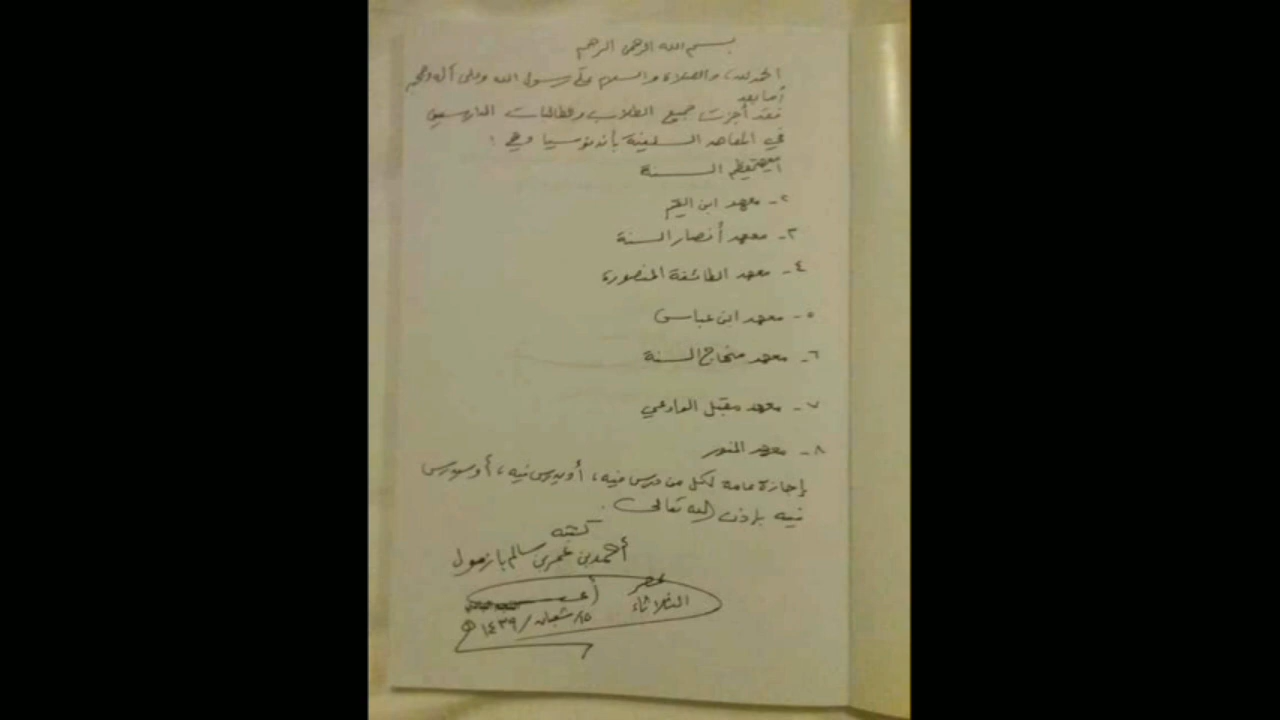 بسم الله الرحمن الرحيم
الحمد لله والصلاة والسلام على رسول الله وعلى آله وصحبه
أما بعد
فقد أجزت جميع الطلاب والطالبات الدارسين
في المعاهد السلفية بأندونوسيا وهي :
السنة
٢- معهد ابن القيم
٣- معهد أنصار السنة
٤- معهد الطائفة المنصورة
٥- معهد ابن عباس
٦- معهد منهاج السنة
٧- معهد مقبل الوادعي
٨- معهد المنور
إجازة عامة لكل من درس فيه، أو يدرس فيه، أو سيدرس
فيه بإذن الله تعالى.
كتبه
أحمد بن عمر بن سالم بازمول
عصر
الثلاثاء
١٥/شعبان/١٤٣٩هـ